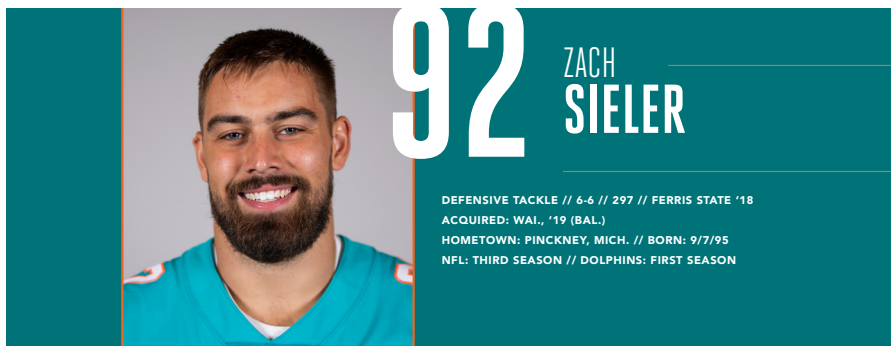 92
ZACH
SIELER
DEFENSIVE TACKLE // 6-6 // 297 // FERRIS STATE ’18
ACQUIRED: WAI., ’19 (BAL.)
HOMETOWN: PINCKNEY, MICH. // BORN: 9/7/95
NFL: THIRD SEASON // DOLPHINS: FIRST SEASON